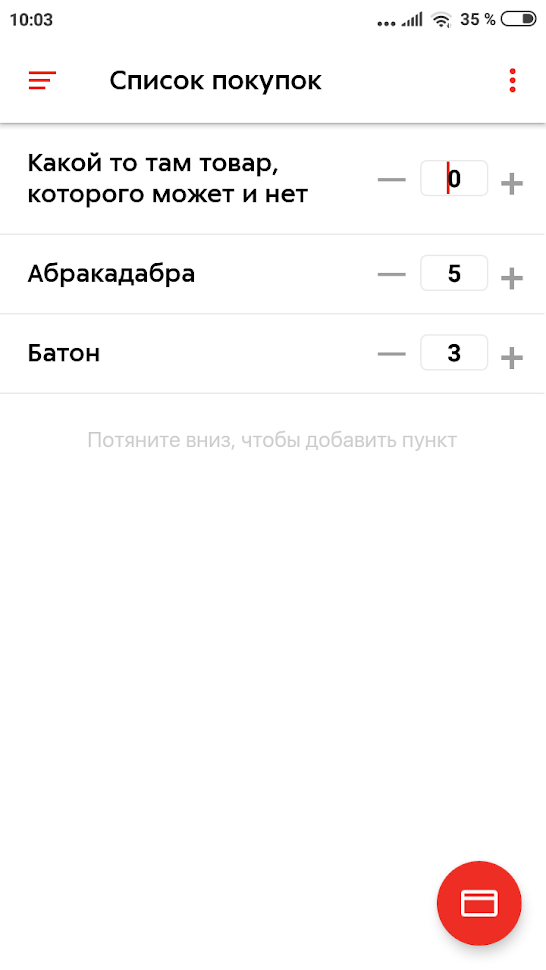 10:03
35 %
Список покупок
Какой то там товар,
которого может и нет
0
Абракадабра
5
Батон
3
Потяните вниз, чтобы добавить пункт